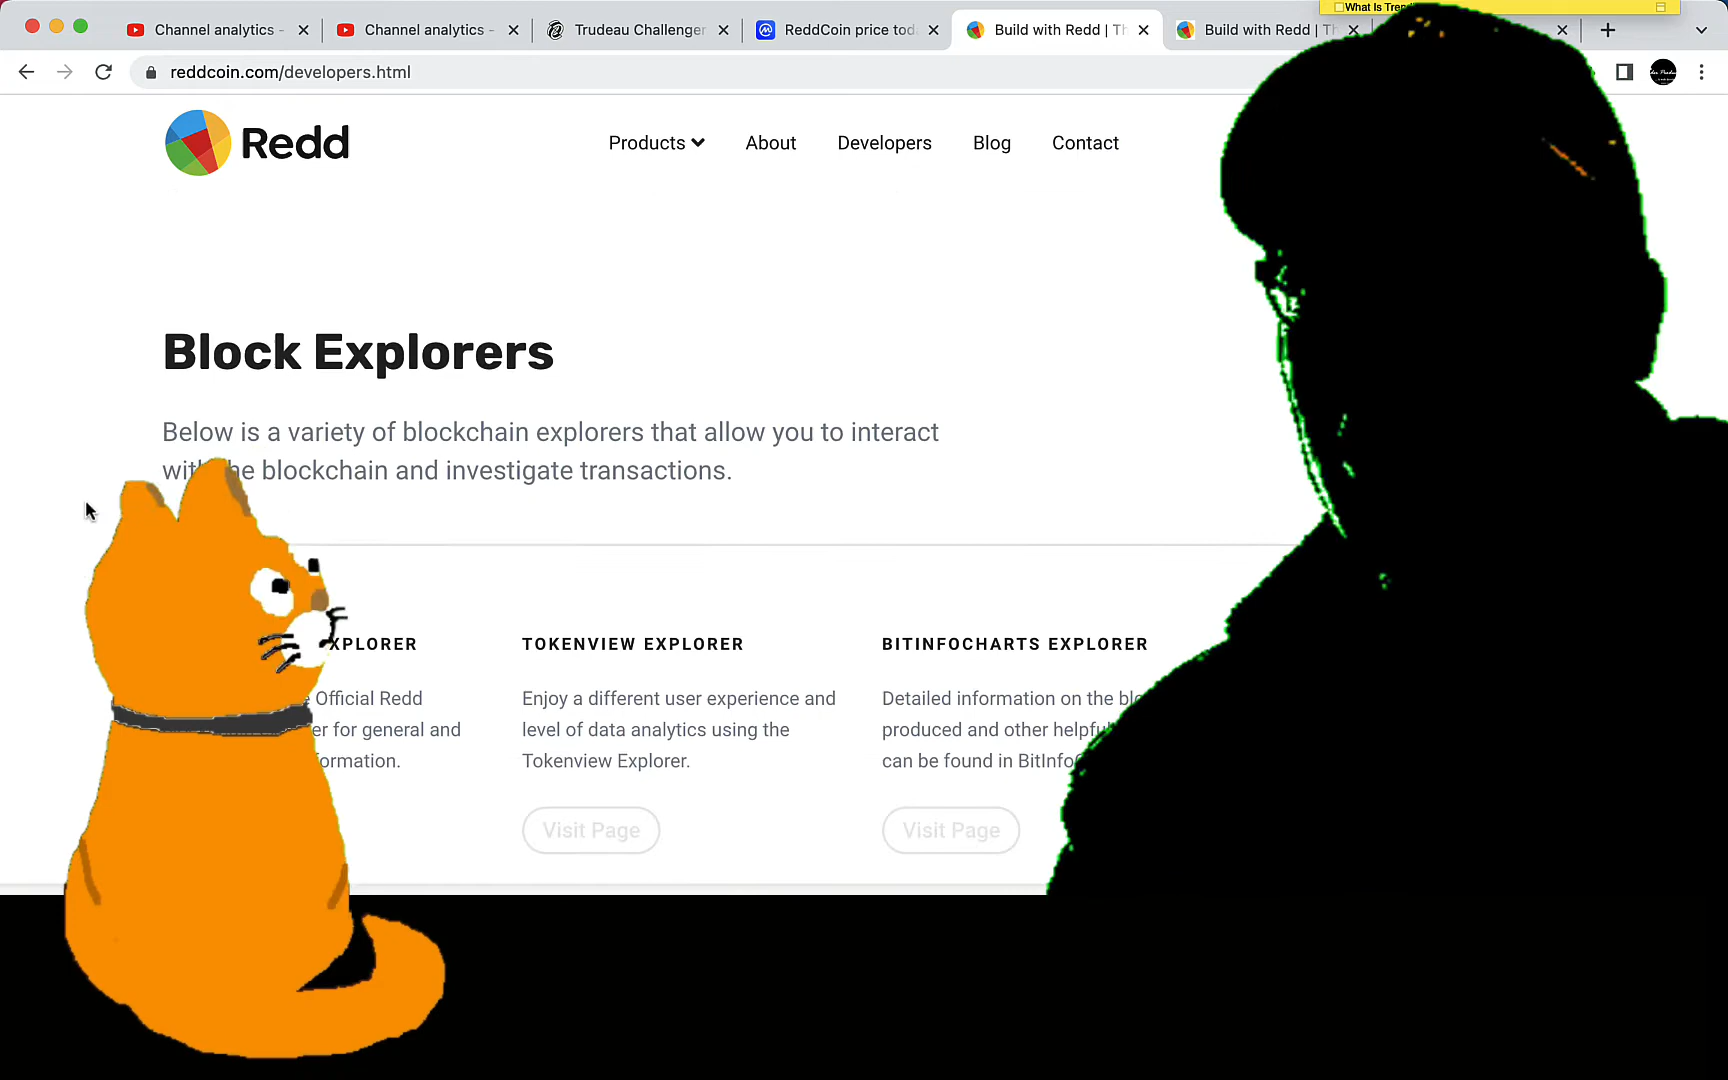 What Is Tren
Channel analytics -
Channel analytics -
Trudeau Challenger
ReddCoin price tod
Build with Redd | Th
Build with Redd | Th
reddcoin.com/developers.html
Redd
Products
About
Developers
Blog
Contact
Block Explorers
Below is a variety of blockchain explorers that allow you to interact
with the blockchain and investigate transactions.
XPLORER
Official Redd
er for general and
ormation.
TOKENVIEW EXPLORER
Enjoy a different user experience and
level of data analytics using the
Tokenview Explorer.
Visit Page
BITINFOCHARTS EXPLORER
Detailed information on the blo
produced and other helpfu
can be found in BitInfoC
Visit Page